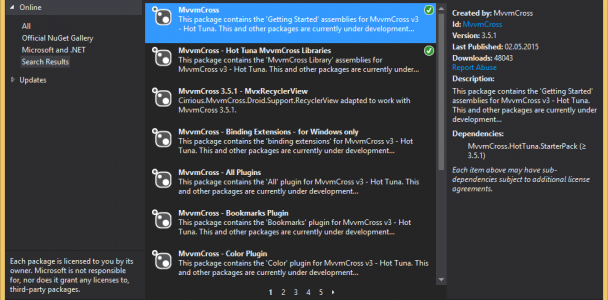 Online
All
Official NuGet Gallery
Microsoft and .NET
Search Results
Updates
Each package is licensed to you by its
owner. Microsoft is not responsible
for, nor does it grant any licenses to,
third-party packages.
MvvmCross
This package contains the 'Getting Started' assemblies for MvvmCross v3
- Hot Tuna. This and other packages are currently under development...
MvvmCross - Hot Tuna MvvmCross Libraries
This package contains the 'MvvmCross Library' assemblies for
MvvmCross v3 - Hot Tuna. This and other packages are currently under...
MvvmCross 3.5.1 - MvxRecyclerView
Cirrious.MvvmCross.Droid.Support.RecyclerView adapted to work with
MvvmCross 3.5.1.
MvvmCross - Binding Extensions - for Windows only
This package contains the 'binding extensions' for MvvmCross v3 - Hot
Tuna. This and other packages are currently under development...
MvvmCross - All Plugins
This package contains the 'All' plugin for MvvmCross v3 - Hot Tuna. This
and other packages are currently under development...
MvvmCross - Bookmarks Plugin
This package contains the 'Bookmarks' plugin for MvvmCross v3 - Hot
Tuna. This and other packages are currently under development...
MvvmCross - Color Plugin
This package contains the 'Color' plugin for MvvmCross v3 - Hot Tuna.
This and other packages are currently under development...
1 2 3 4 5
Created by: MvvmCross
Id: MvvmCross
Version: 3.5.1
Last Published: 02.05.2015
Downloads: 48043
Report Abuse
Description:
This package contains the 'Getting Started'
assemblies for MvvmCross v3 - Hot Tuna.
This and other packages are currently
under development...
Dependencies:
MvvmCross.HotTuna.StarterPack (≥
3.5.1)
Each item above may have sub-
dependencies subject to additional license
agreements.